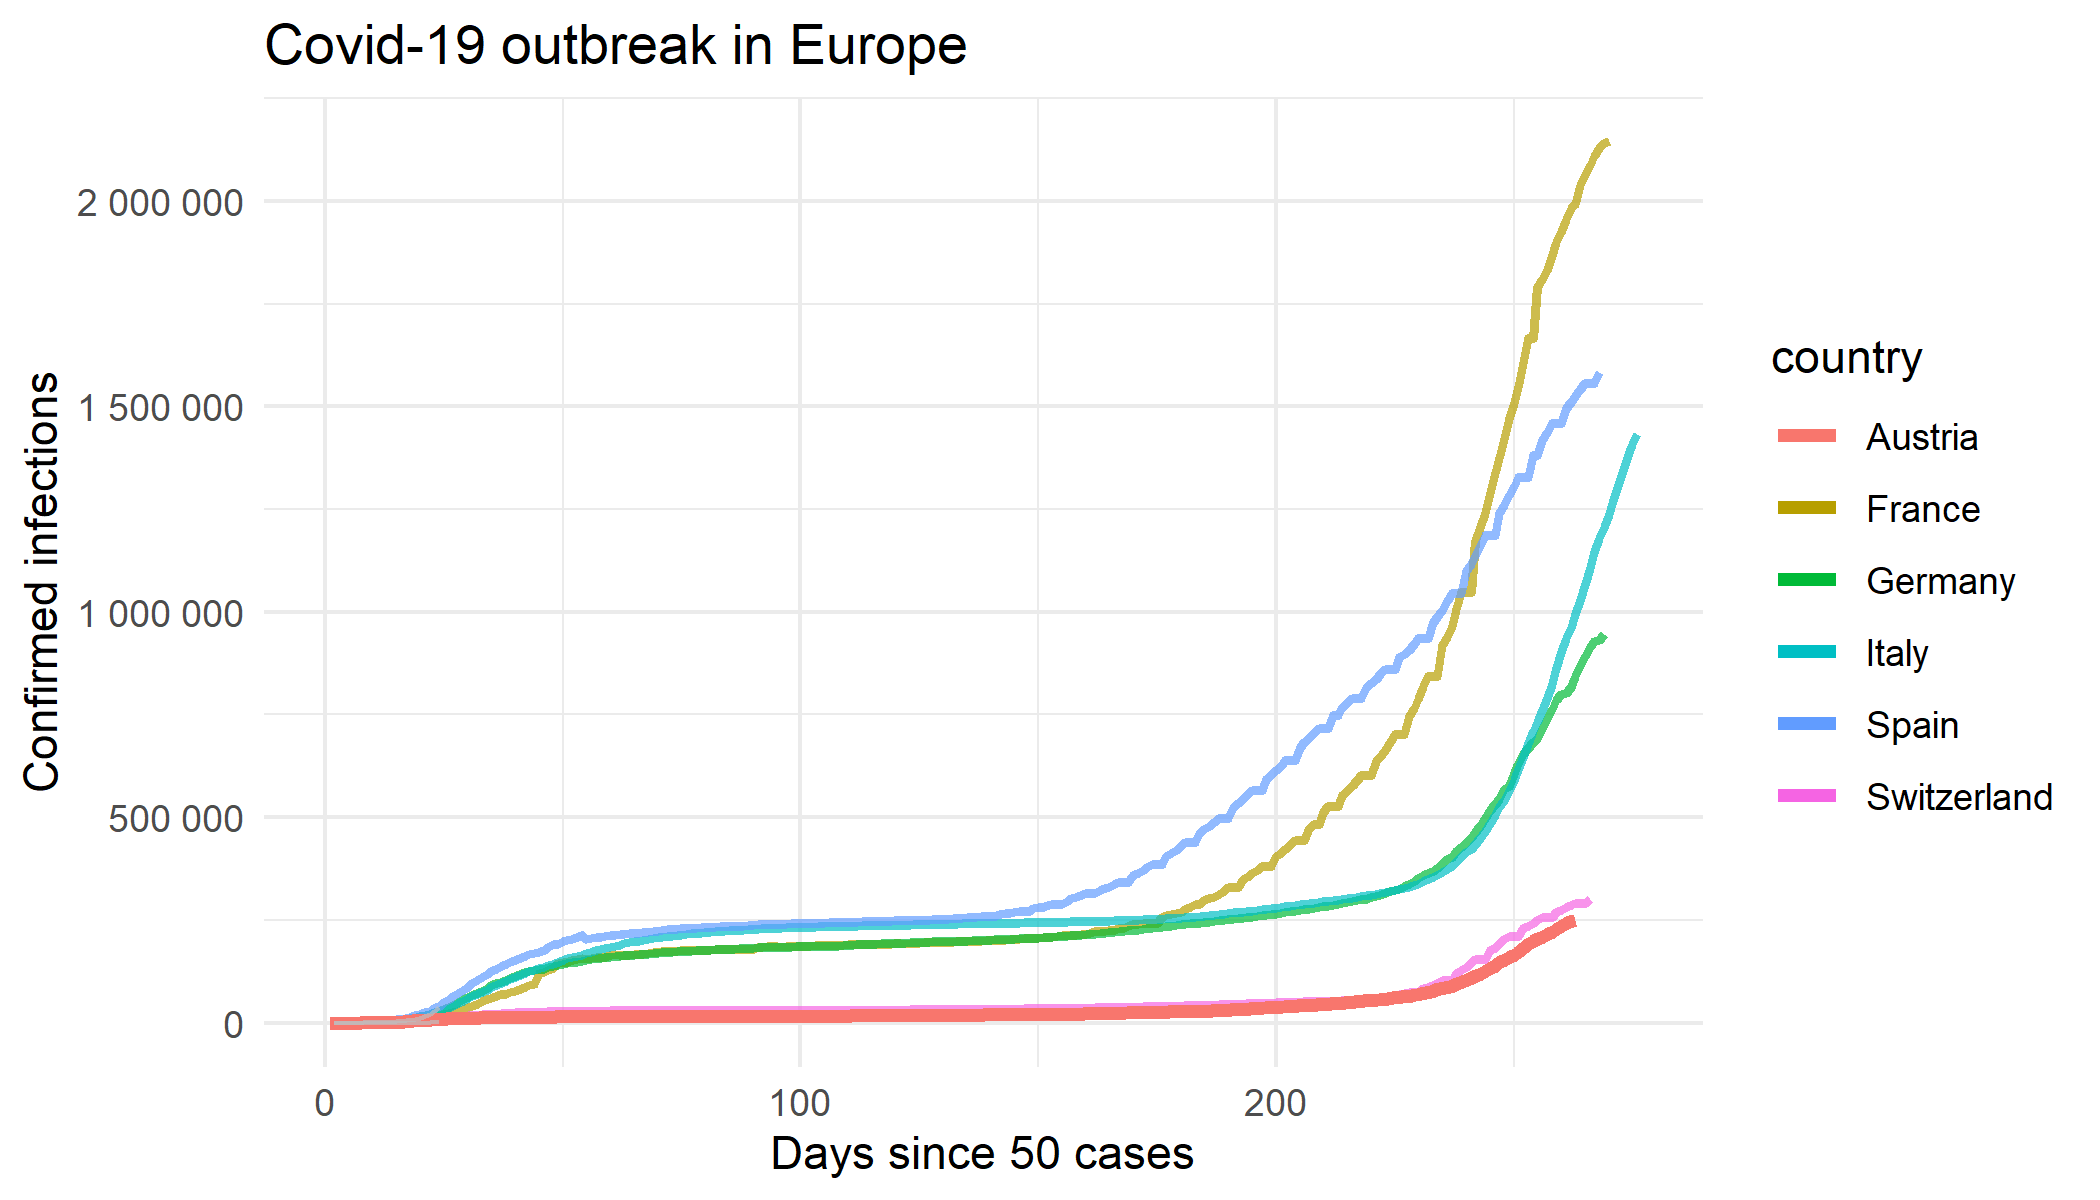 Covid-19 outbreak in Europe
Confirmed infections
2 000 000
1 500 000
1 000 000
500 000
0
0 100 200
Days since 50 cases
country
Austria
France
Germany
Italy
Spain
Switzerland